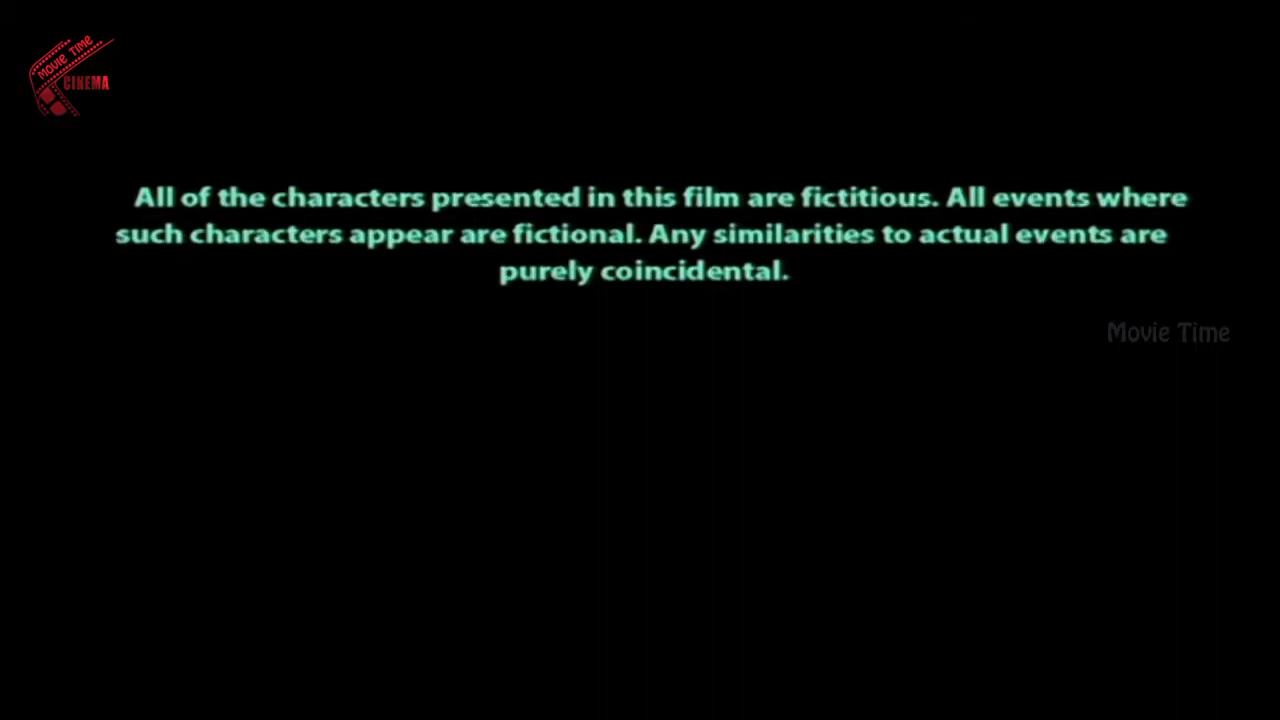 MOVIE TIME
CINEMA
All of the characters presented in this film are fictitious. All events where
such characters appear are fictional. Any similarities to actual events are
purely coincidental.
Movie Time